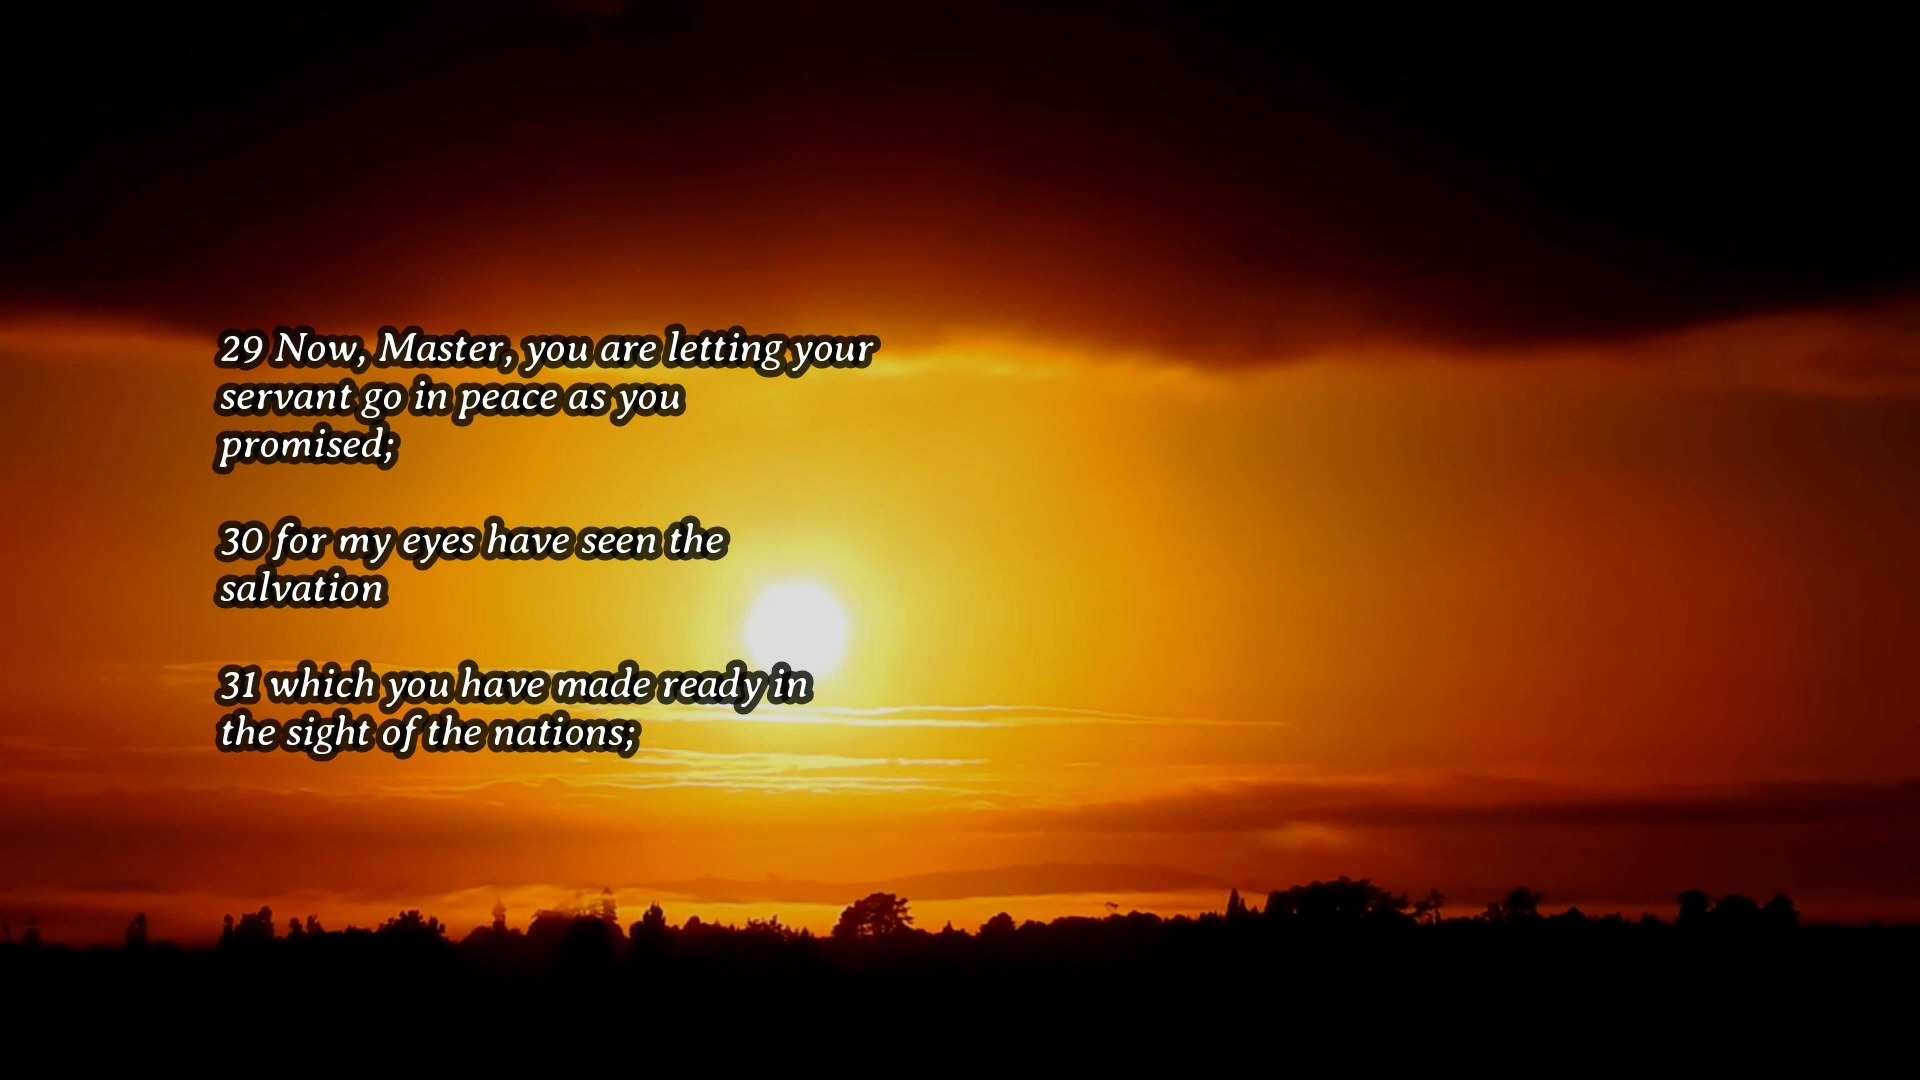 29 Now, Master, you are letting your
servant go in peace as you
promised;
30 for my eyes have seen the
salvation
31 which you have made ready in
the sight of the nations;